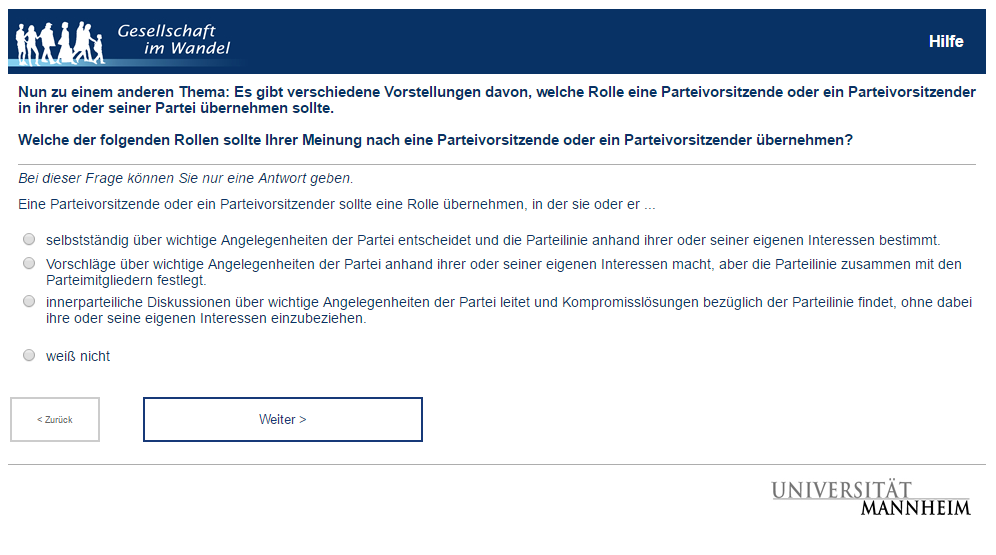 Gesellschaft
im Wandel
Hilfe
Nun zu einem anderen Thema: Es gibt verschiedene Vorstellungen davon, welche Rolle eine Parteivorsitzende oder ein Parteivorsitzender
in ihrer oder seiner Partei übernehmen sollte.
Welche der folgenden Rollen sollte Ihrer Meinung nach eine Parteivorsitzende oder ein Parteivorsitzender übernehmen?
Bei dieser Frage können Sie nur eine Antwort geben.
Eine Parteivorsitzende oder ein Parteivorsitzender sollte eine Rolle übernehmen, in der sie oder er ...
selbstständig über wichtige Angelegenheiten der Partei entscheidet und die Parteilinie anhand ihrer oder seiner eigenen Interessen bestimmt.
Vorschläge über wichtige Angelegenheiten der Partei anhand ihrer oder seiner eigenen Interessen macht, aber die Parteilinie zusammen mit den
Parteimitgliedern festlegt.
innerparteiliche Diskussionen über wichtige Angelegenheiten der Partei leitet und Kompromisslösungen bezüglich der Parteilinie findet, ohne dabei
ihre oder seine eigenen Interessen einzubeziehen.
weiß nicht
< Zurück
Weiter >
UNIVERSITÄT
MANNHEIM